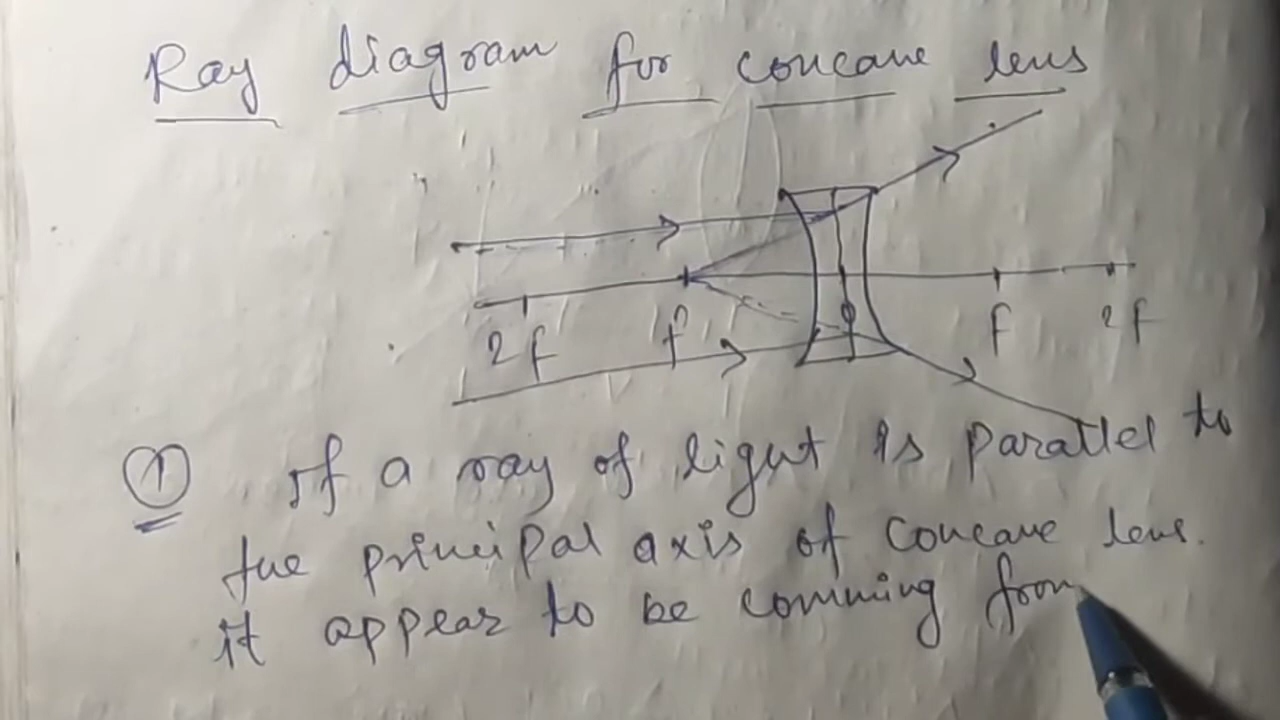 Ray diagram for concave lens
2f f f 2f
① If a ray of light is parallel to
the principal axis of concave lens.
it appear to be comming from